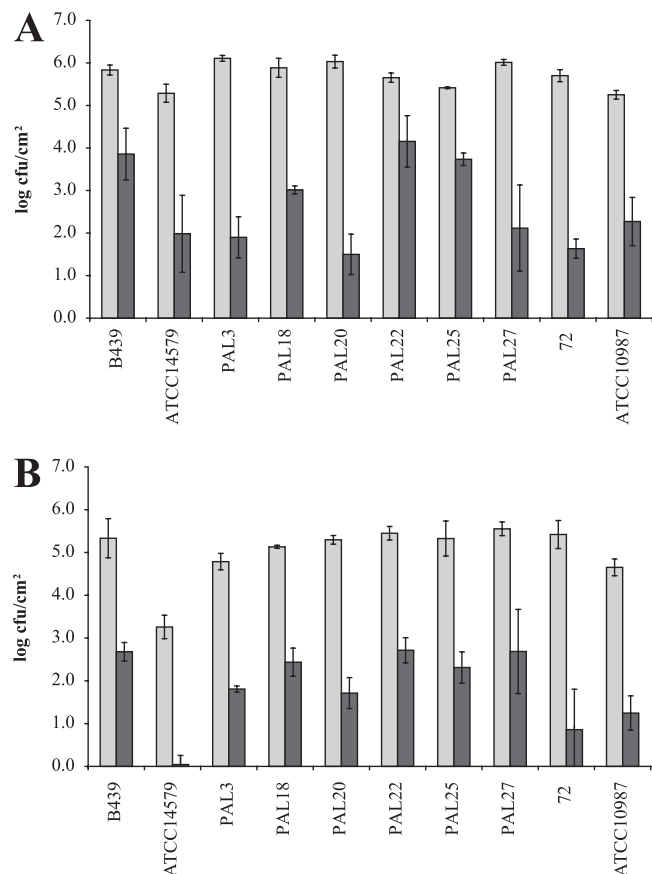 A
log cfu/cm²
7.0
6.0
5.0
4.0
3.0
2.0
1.0
0.0
B439
ATCC14579
PAL3
PAL18
PAL20
PAL22
PAL25
PAL27
72
ATCC10987
B
log cfu/cm²
7.0
6.0
5.0
4.0
3.0
2.0
1.0
0.0
B439
ATCC14579
PAL3
PAL18
PAL20
PAL22
PAL25
PAL27
72
ATCC10987